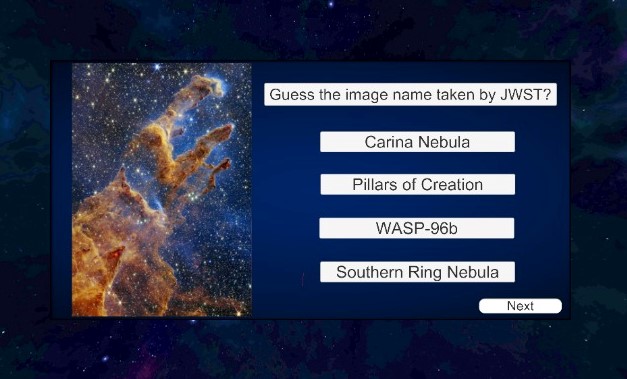 Guess the image name taken by JWST?
Carina Nebula
Pillars of Creation
WASP-96b
Southern Ring Nebula
Next